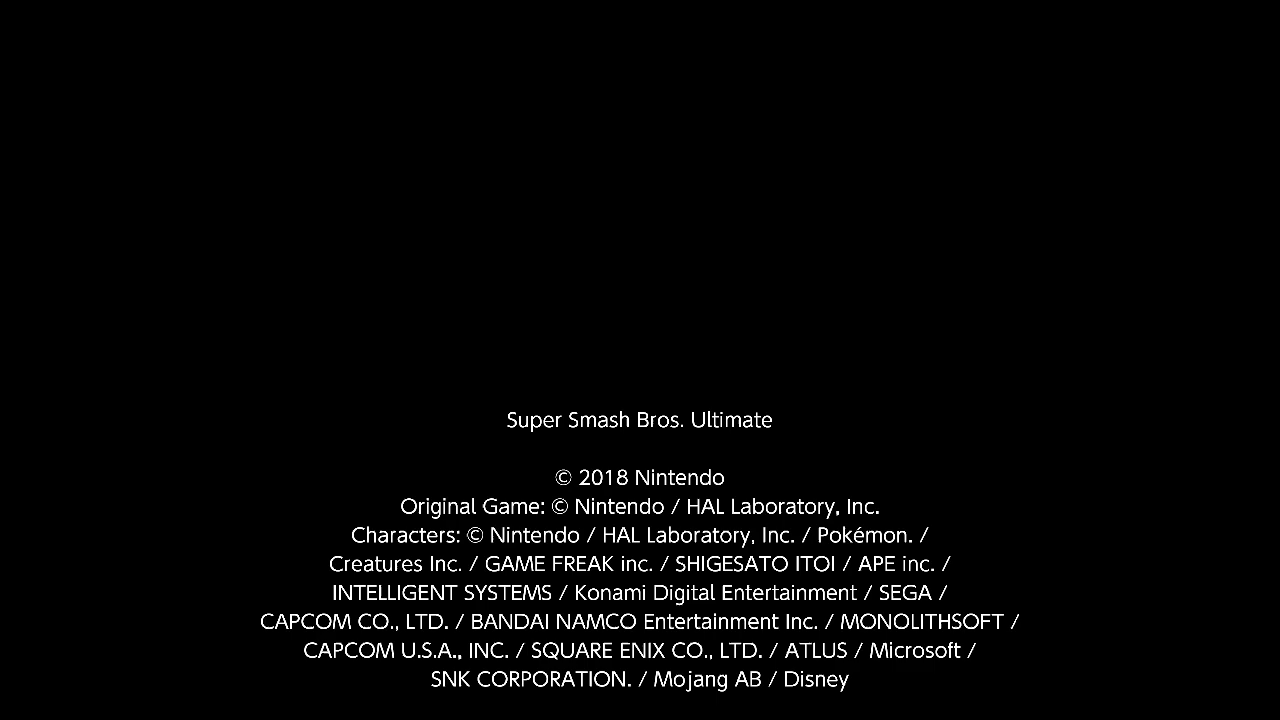 Super Smash Bros. Ultimate
© 2018 Nintendo
Original Game: © Nintendo / HAL Laboratory, Inc.
Characters: © Nintendo / HAL Laboratory, Inc. / Pokémon. /
Creatures Inc. / GAME FREAK inc. / SHIGESATO ITOI / APE inc. /
INTELLIGENT SYSTEMS / Konami Digital Entertainment / SEGA /
CAPCOM CO., LTD. / BANDAI NAMCO Entertainment Inc. / MONOLITHSOFT /
CAPCOM U.S.A., INC. / SQUARE ENIX CO., LTD. / ATLUS / Microsoft /
SNK CORPORATION. / Mojang AB / Disney